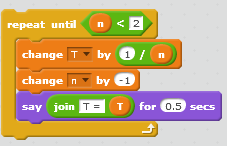 repeat until n < 2
change T by 1 / n
change n by -1
say join T = T for 0.5 secs